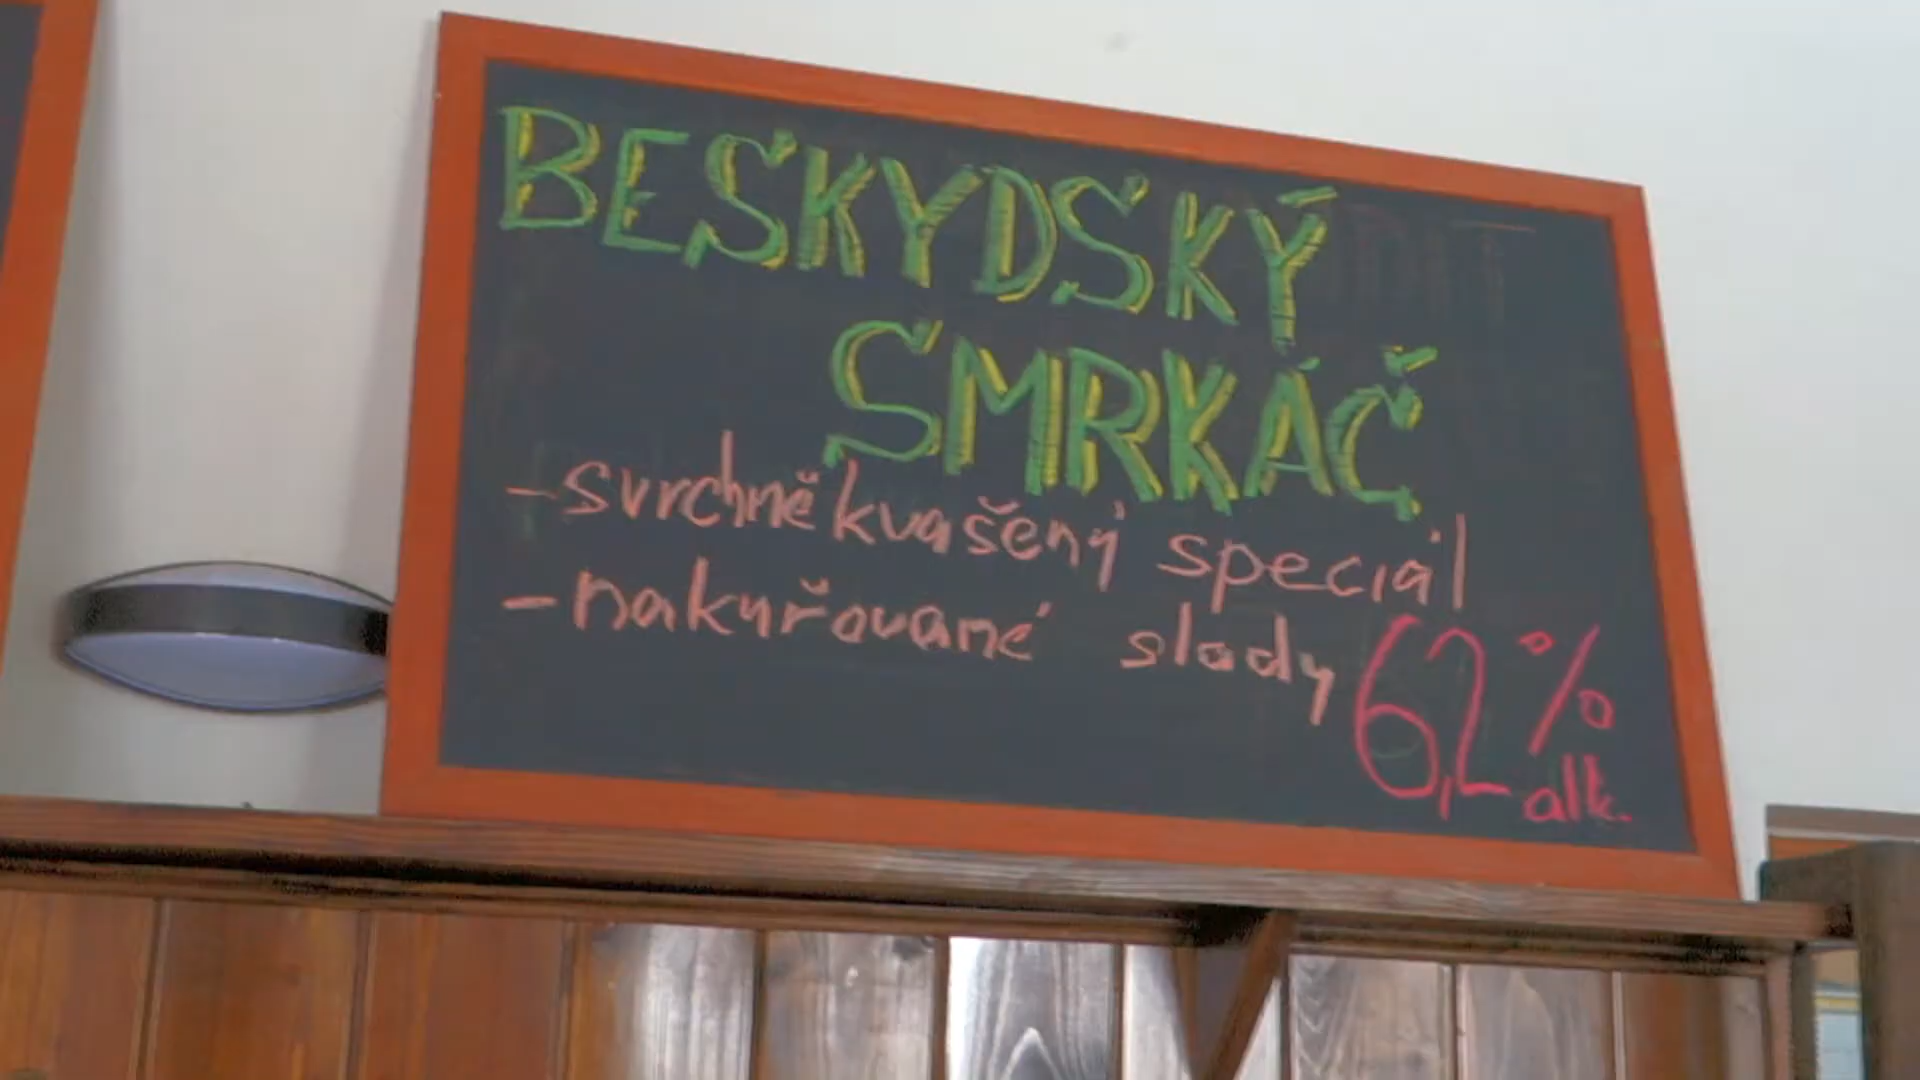 BESKYDSKÝ
SMRKÁČ
-svrchně kvašený speciál
-nakuřované slady
6,2% alk.